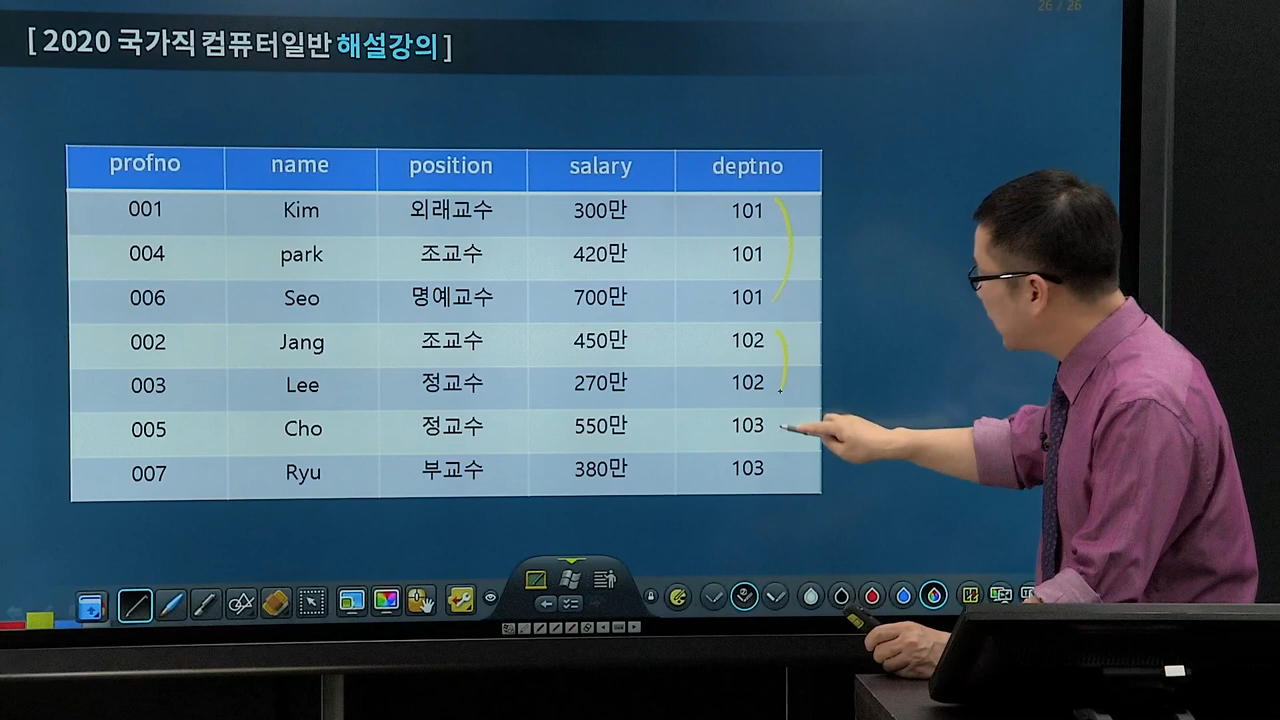 26 / 26
[ 2020 국가직 컴퓨터일반 해설강의 ]
profno name position salary deptno
001 Kim 외래교수 300만 101
004 park 조교수 420만 101
006 Seo 명예교수 700만 101
002 Jang 조교수 450만 102
003 Lee 정교수 270만 102
005 Cho 정교수 550만 103
007 Ryu 부교수 380만 103